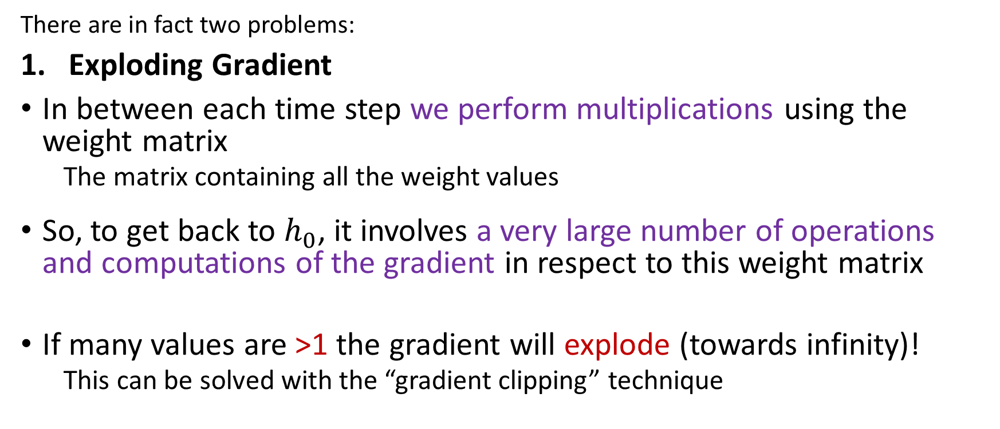 There are in fact two problems:
1. Exploding Gradient
• In between each time step we perform multiplications using the
weight matrix
The matrix containing all the weight values
• So, to get back to h₀, it involves a very large number of operations
and computations of the gradient in respect to this weight matrix
• If many values are >1 the gradient will explode (towards infinity)!
This can be solved with the “gradient clipping” technique